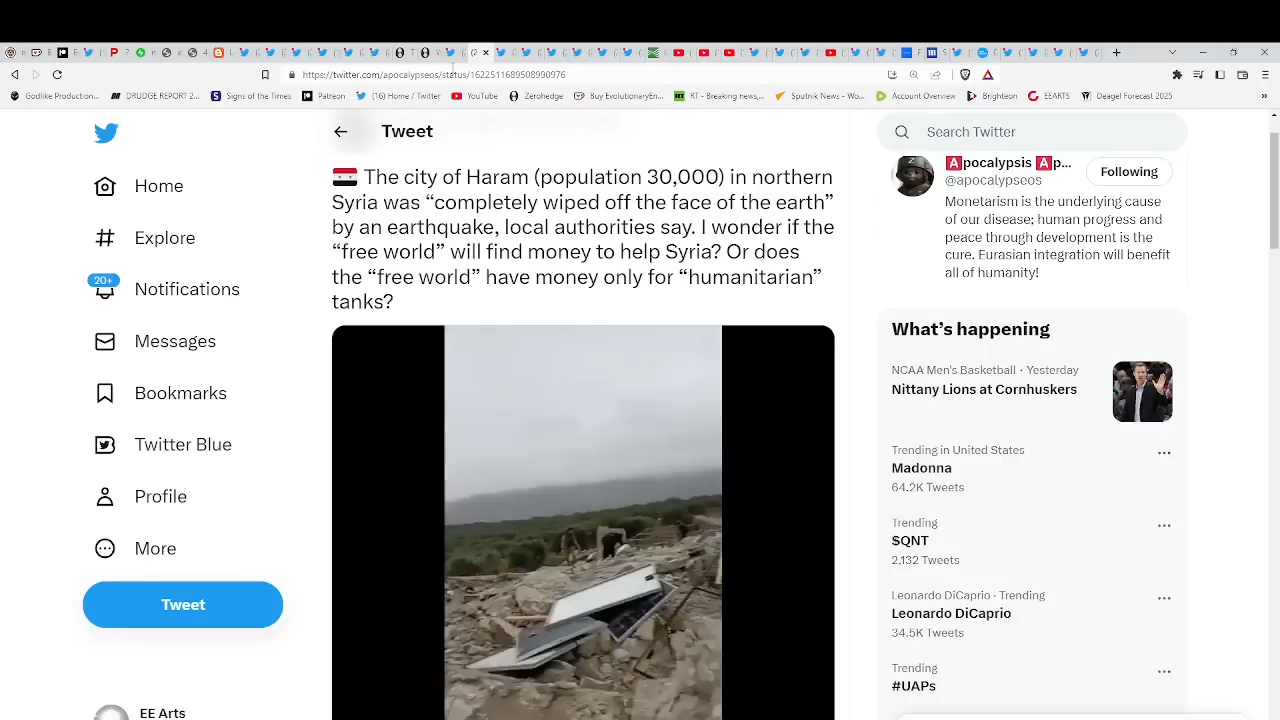 https://twitter.com/apocalypseos/status/1622511689508990976
Godlike Production...
DRUDGE REPORT 2...
Signs of the Times
Patreon
(16) Home / Twitter
YouTube
Zerohedge
Buy EvolutionaryEn...
RT - Breaking news,...
Sputnik News - Wo...
Account Overview
Brighteon
EEARTS
Deagel Forecast 2025
Home
Explore
20+
Notifications
Messages
Bookmarks
Twitter Blue
Profile
More
Tweet
EE Arts
Tweet
The city of Haram (population 30,000) in northern
Syria was “completely wiped off the face of the earth”
by an earthquake, local authorities say. I wonder if the
“free world” will find money to help Syria? Or does
the “free world” have money only for “humanitarian”
tanks?
Search Twitter
🅰️pocalypsis 🅰️p...
Following
@apocalypseos
Monetarism is the underlying cause
of our disease; human progress and
peace through development is the
cure. Eurasian integration will benefit
all of humanity!
What’s happening
NCAA Men's Basketball · Yesterday
Nittany Lions at Cornhuskers
Trending in United States
Madonna
64.2K Tweets
Trending
$QNT
2,132 Tweets
Leonardo DiCaprio · Trending
Leonardo DiCaprio
34.5K Tweets
Trending
#UAPs